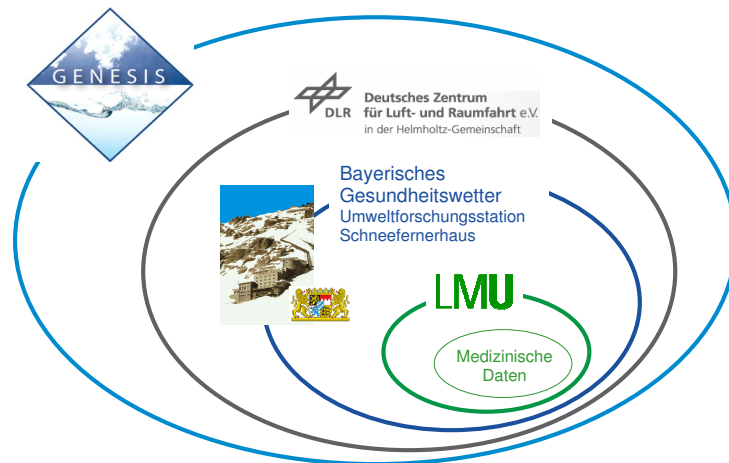 GENESIS
DLR
Deutsches Zentrum
für Luft- und Raumfahrt e.V.
in der Helmholtz-Gemeinschaft
Bayerisches
Gesundheitswetter
Umweltforschungsstation
Schneefernerhaus
LMU
Medizinische
Daten